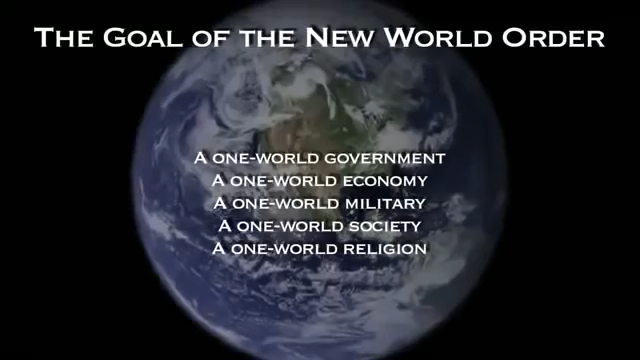 The Goal of the New World Order
A one-world government
A one-world economy
A one-world military
A one-world society
A one-world religion